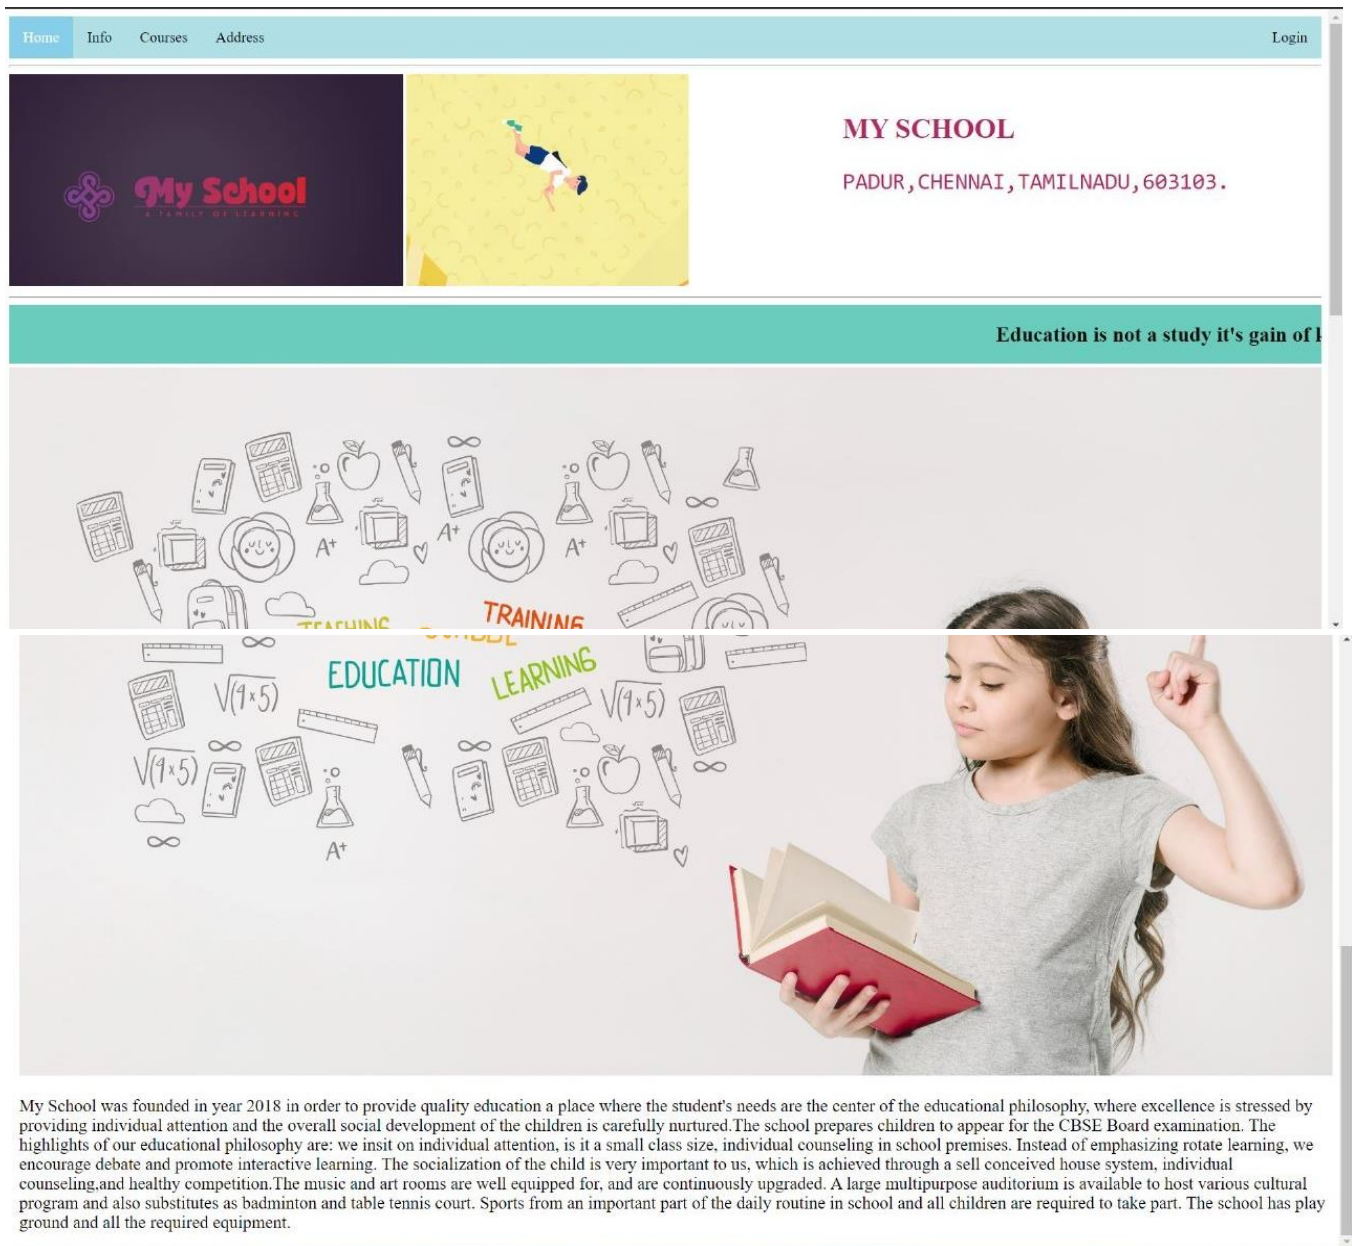 Home Info Courses Address Login
My School
A FAMILY OF LEARNING
MY SCHOOL
PADUR,CHENNAI,TAMILNADU,603103.
Education is not a study it's gain of
A+
A+
A+
TEACHING
TRAINING
SCHOOL
EDUCATION
LEARNING
√(9×5)
√(9×5)
√(9×5)
A+
My School was founded in year 2018 in order to provide quality education a place where the student's needs are the center of the educational philosophy, where excellence is stressed by
providing individual attention and the overall social development of the children is carefully nurtured.The school prepares children to appear for the CBSE Board examination. The
highlights of our educational philosophy are: we insit on individual attention, is it a small class size, individual counseling in school premises. Instead of emphasizing rotate learning, we
encourage debate and promote interactive learning. The socialization of the child is very important to us, which is achieved through a sell conceived house system, individual
counseling,and healthy competition.The music and art rooms are well equipped for, and are continuously upgraded. A large multipurpose auditorium is available to host various cultural
program and also substitutes as badminton and table tennis court. Sports from an important part of the daily routine in school and all children are required to take part. The school has play
ground and all the required equipment.